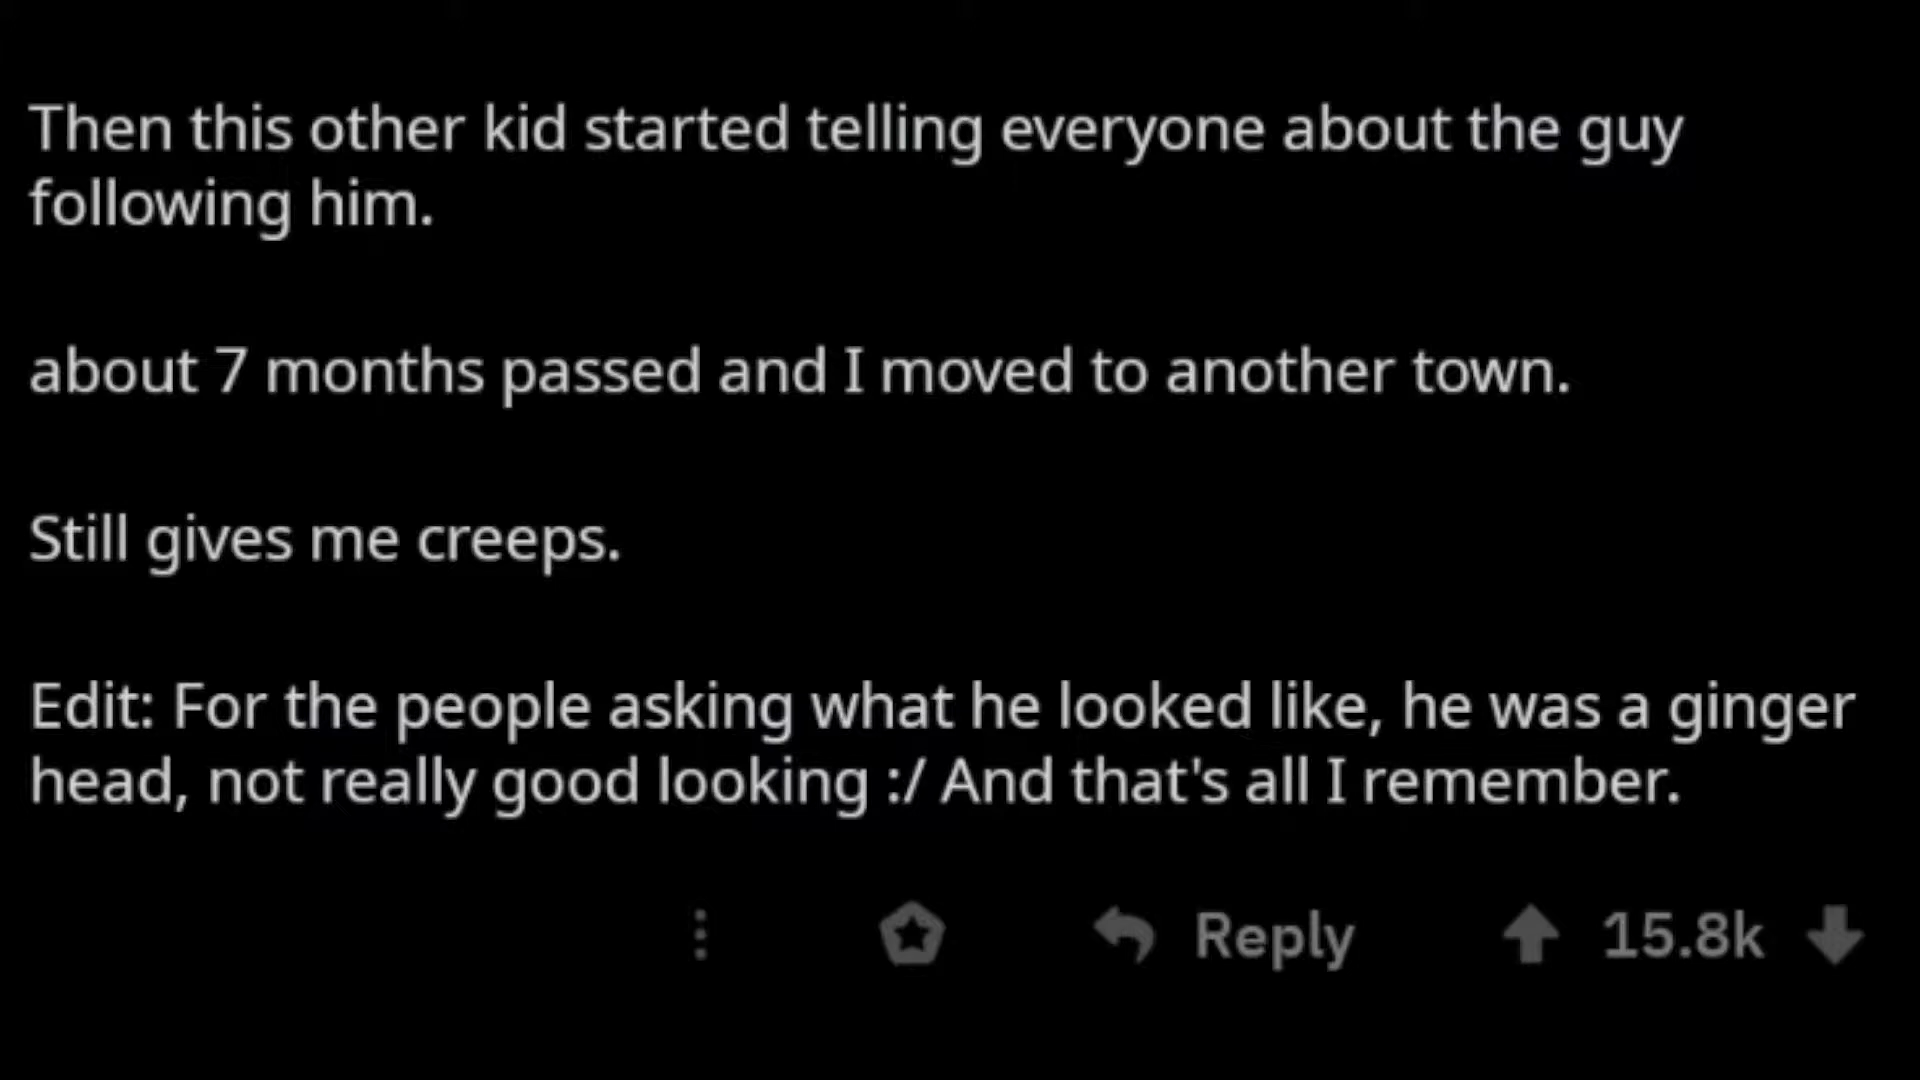 Then this other kid started telling everyone about the guy
following him.
about 7 months passed and I moved to another town.
Still gives me creeps.
Edit: For the people asking what he looked like, he was a ginger
head, not really good looking :/ And that's all I remember.
Reply 15.8k